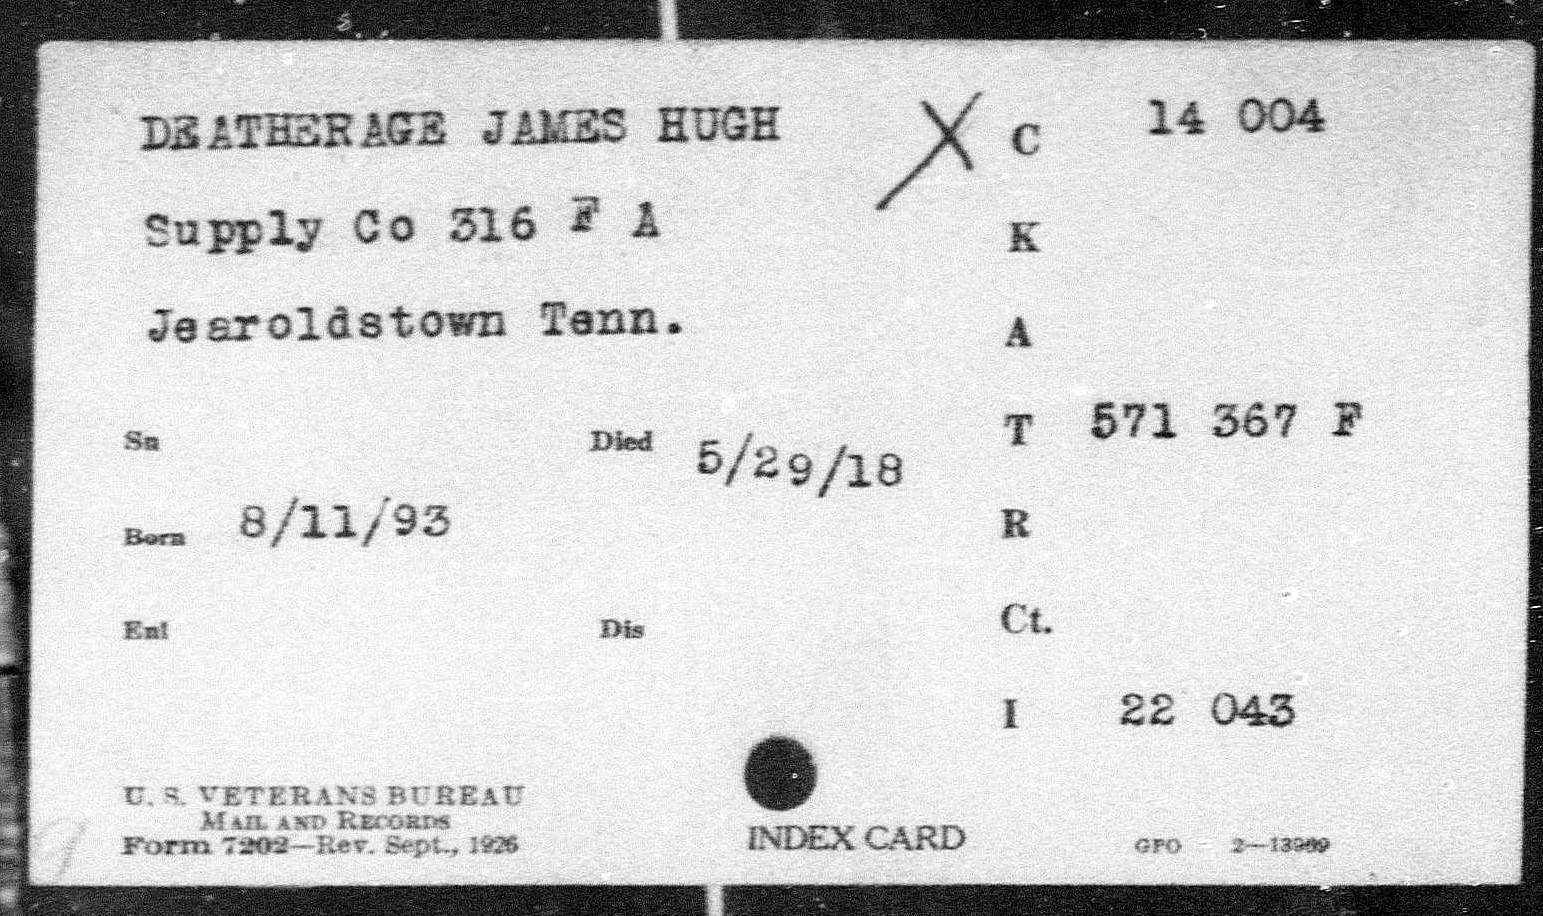 DEATHERAGE JAMES HUGH
C 14 004
Supply Co 316 F A
K
Jearoldstown Tenn.
A
T 571 367 F
Sn
Died 5/29/18
Born 8/11/93
R
Enl
Dis
Ct.
I 22 043
U. S. VETERANS BUREAU
MAIL AND RECORDS
Form 7202—Rev. Sept., 1926
INDEX CARD
GPO